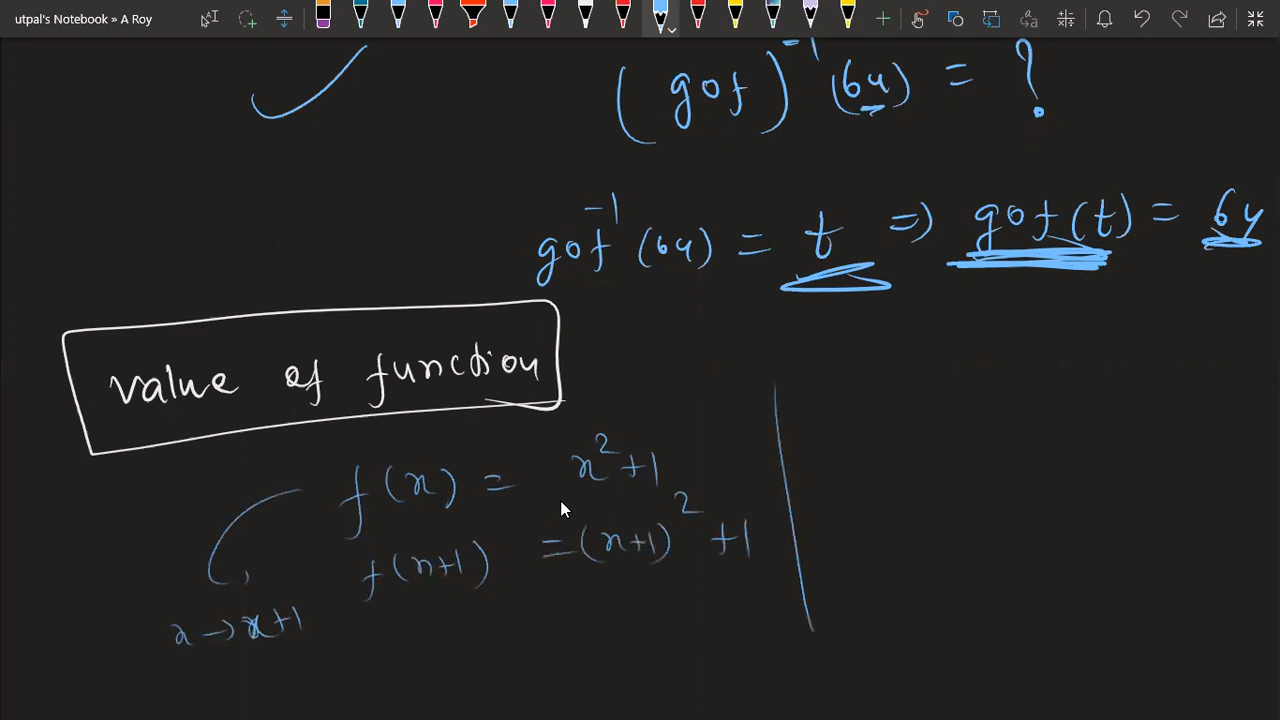 utpal's Notebook » A Roy
(gof)⁻¹ (64) = ?
gof⁻¹ (64) = t => gof(t) = 64
value of function
f(x) = x²+1
f(x+1) =(x+1)² +1
x → x+1